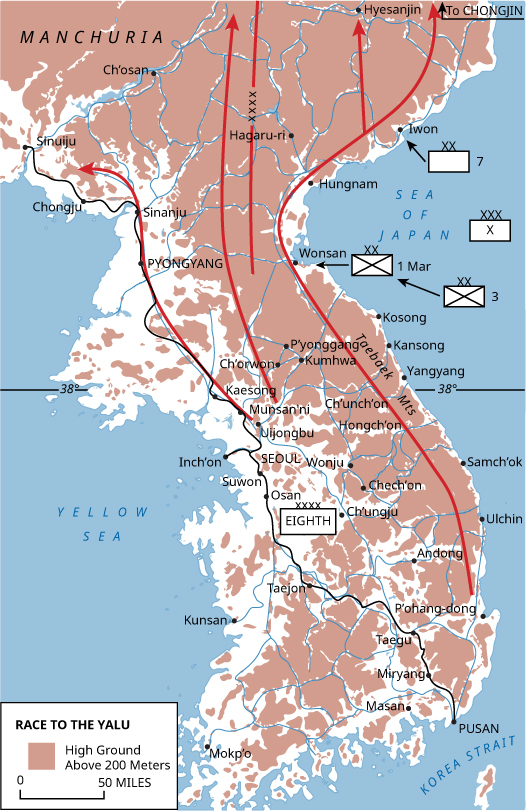 Hyesanjin
To CHONGJIN
MANCHURIA
Ch'osan
XXXX
Hagaru-ri
Iwon
Sinuiju
XX
7
Hungnam
SEA
OF
JAPAN
Chongju
Sinanju
XXX
X
Wonsan
XX
1 Mar
PYONGYANG
XX
3
Kosong
P'yonggang
Kansong
Taebaek Mts
Ch'orwon
Kumhwa
Yangyang
38°
38°
Kaesong
Ch'unch'on
Munsan'ni
Hongch'on
Uijongbu
Inch'on
SEOUL
Wonju
Samch'ok
Suwon
Chech'on
Osan
XXXX
EIGHTH
Ch'ungju
YELLOW
SEA
Ulchin
Andong
Taejon
P'ohang-dong
Kunsan
Taegu
Miryang
Masan
PUSAN
RACE TO THE YALU
High Ground
Above 200 Meters
0
50 MILES
Mokp'o
KOREA STRAIT